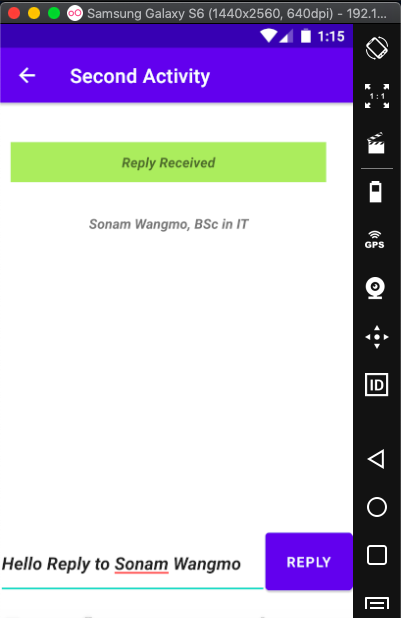 Samsung Galaxy S6 (1440x2560, 640dpi) - 192.1...
1:15
Second Activity
1 : 1
Reply Received
GPS
Sonam Wangmo, BSc in IT
ID
Hello Reply to Sonam Wangmo
REPLY